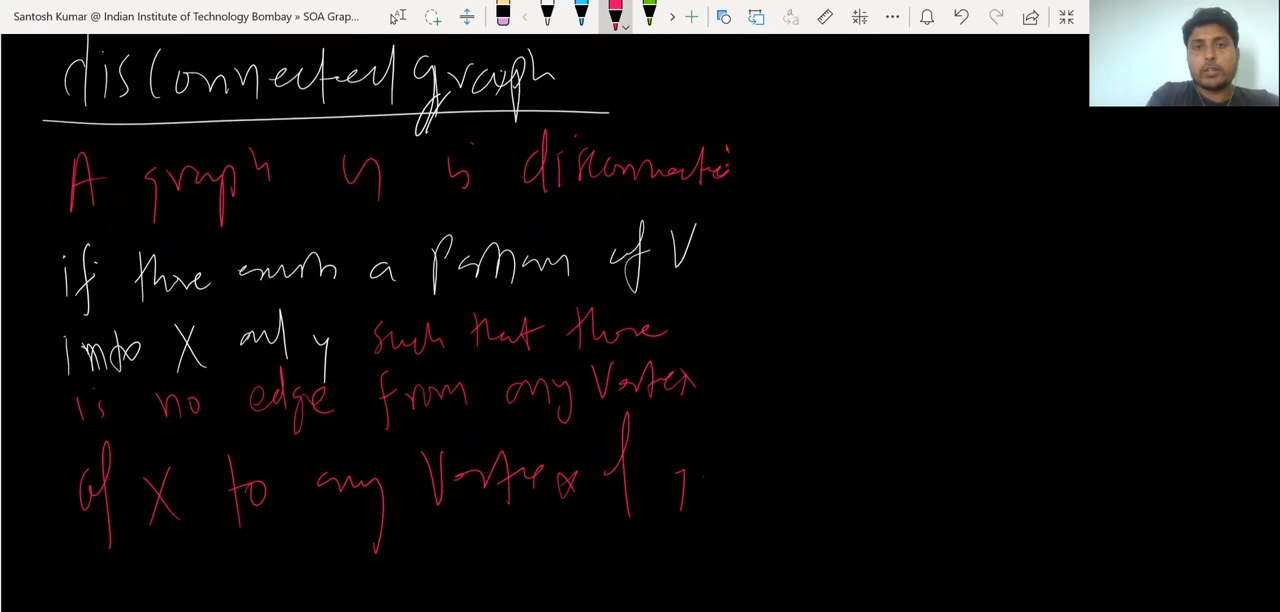 Santosh Kumar @ Indian Institute of Technology Bombay » SOA Grap...
disconnected graph
A graph G is disconnected
if there exists a Partition of V
into X and y such that there
is no edge from any Vertex
of X to any Vertex of